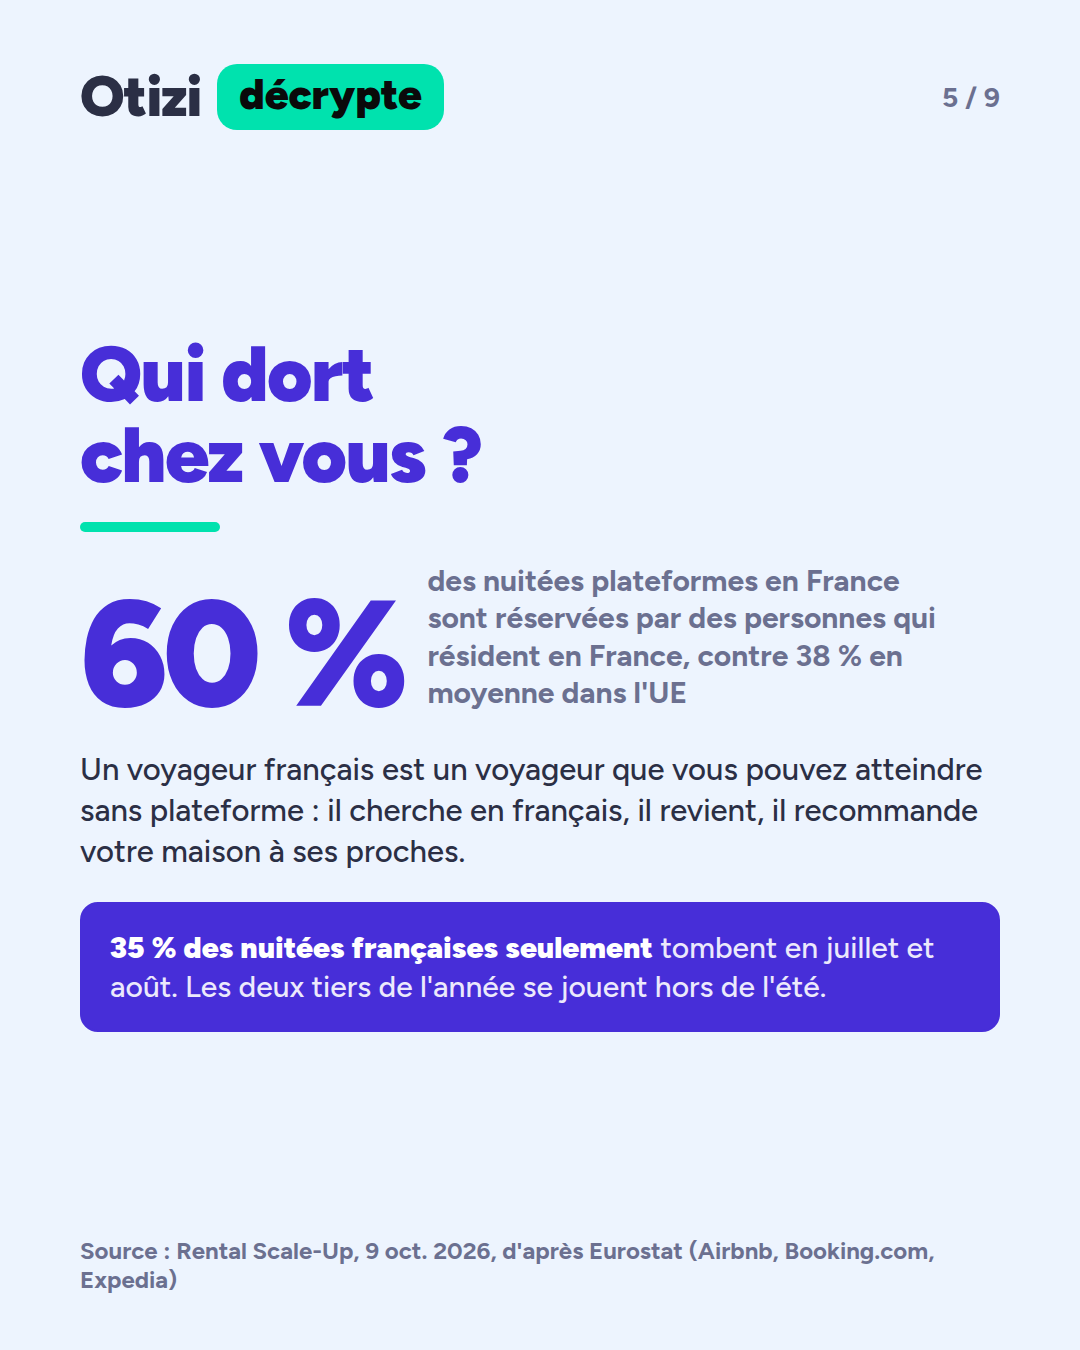 Otizi décrypte
5 / 9
Qui dort
chez vous ?
60 %
des nuitées plateformes en France
sont réservées par des personnes qui
résident en France, contre 38 % en
moyenne dans l'UE
Un voyageur français est un voyageur que vous pouvez atteindre
sans plateforme : il cherche en français, il revient, il recommande
votre maison à ses proches.
35 % des nuitées françaises seulement tombent en juillet et
août. Les deux tiers de l'année se jouent hors de l'été.
Source : Rental Scale-Up, 9 oct. 2026, d'après Eurostat (Airbnb, Booking.com,
Expedia)